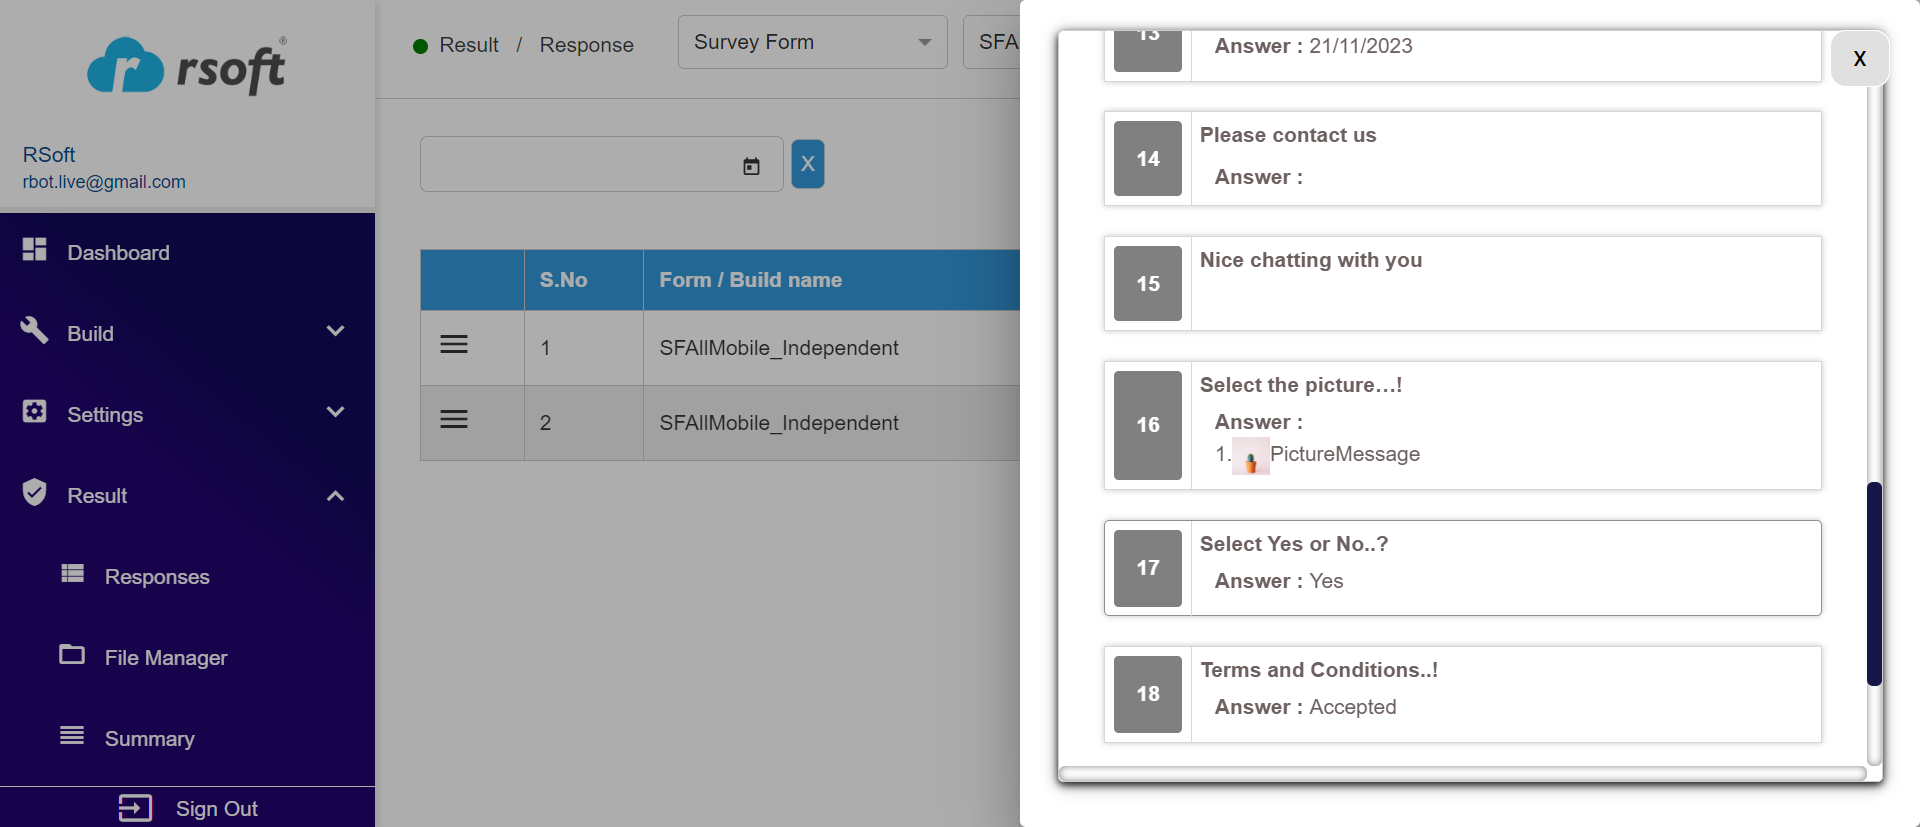 rsoft®
RSoft
rbot.live@gmail.com
Dashboard
Build
Settings
Result
Responses
File Manager
Summary
Sign Out
Result / Response
Survey Form
SFA
X
S.No
Form / Build name
1
SFAllMobile_Independent
2
SFAllMobile_Independent
X
13
Answer : 21/11/2023
14
Please contact us
Answer :
15
Nice chatting with you
16
Select the picture...!
Answer :
1.PictureMessage
17
Select Yes or No..?
Answer : Yes
18
Terms and Conditions..!
Answer : Accepted